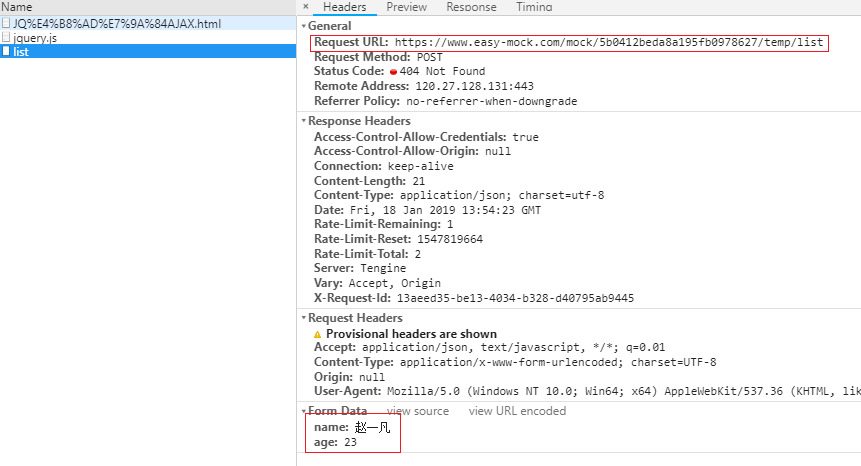 Name
JQ%E4%B8%AD%E7%9A%84AJAX.html
jquery.js
list
× Headers Preview Response Timing
General
Request URL: https://www.easy-mock.com/mock/5b0412beda8a195fb0978627/temp/list
Request Method: POST
Status Code: 404 Not Found
Remote Address: 120.27.128.131:443
Referrer Policy: no-referrer-when-downgrade
Response Headers
Access-Control-Allow-Credentials: true
Access-Control-Allow-Origin: null
Connection: keep-alive
Content-Length: 21
Content-Type: application/json; charset=utf-8
Date: Fri, 18 Jan 2019 13:54:23 GMT
Rate-Limit-Remaining: 1
Rate-Limit-Reset: 1547819664
Rate-Limit-Total: 2
Server: Tengine
Vary: Accept, Origin
X-Request-Id: 13aeed35-be13-4034-b328-d40795ab9445
Request Headers
Provisional headers are shown
Accept: application/json, text/javascript, */*; q=0.01
Content-Type: application/x-www-form-urlencoded; charset=UTF-8
Origin: null
User-Agent: Mozilla/5.0 (Windows NT 10.0; Win64; x64) AppleWebKit/537.36 (KHTML, lik
Form Data view source view URL encoded
name: 赵一凡
age: 23